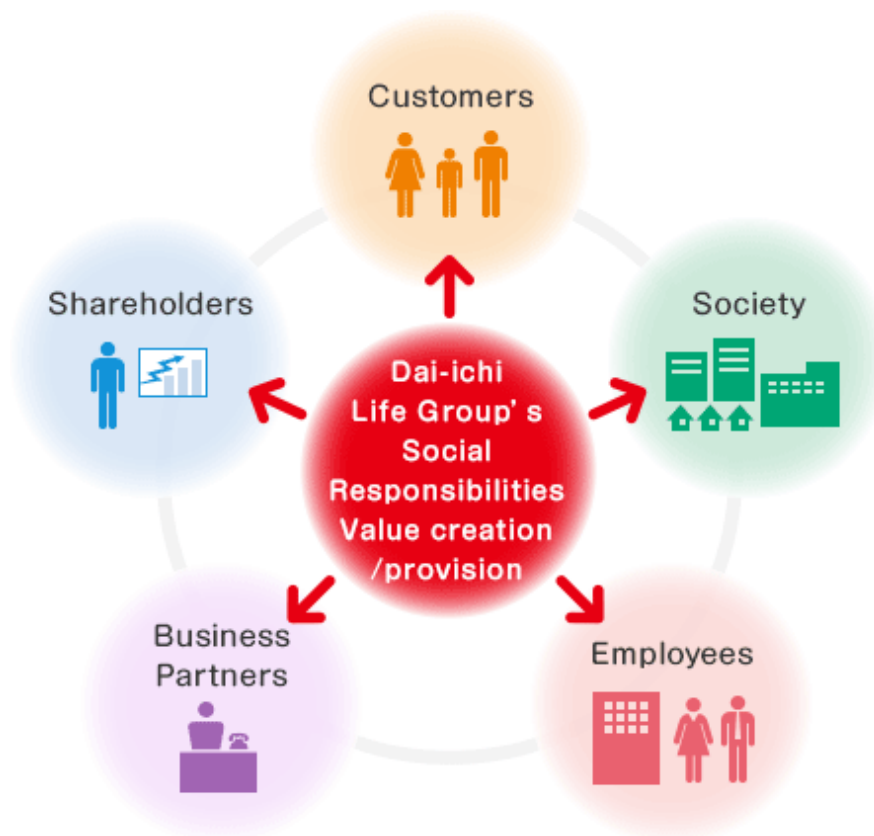 Customers
Shareholders
Society
Dai-ichi
Life Group's
Social
Responsibilities
Value creation
/provision
Business
Partners
Employees